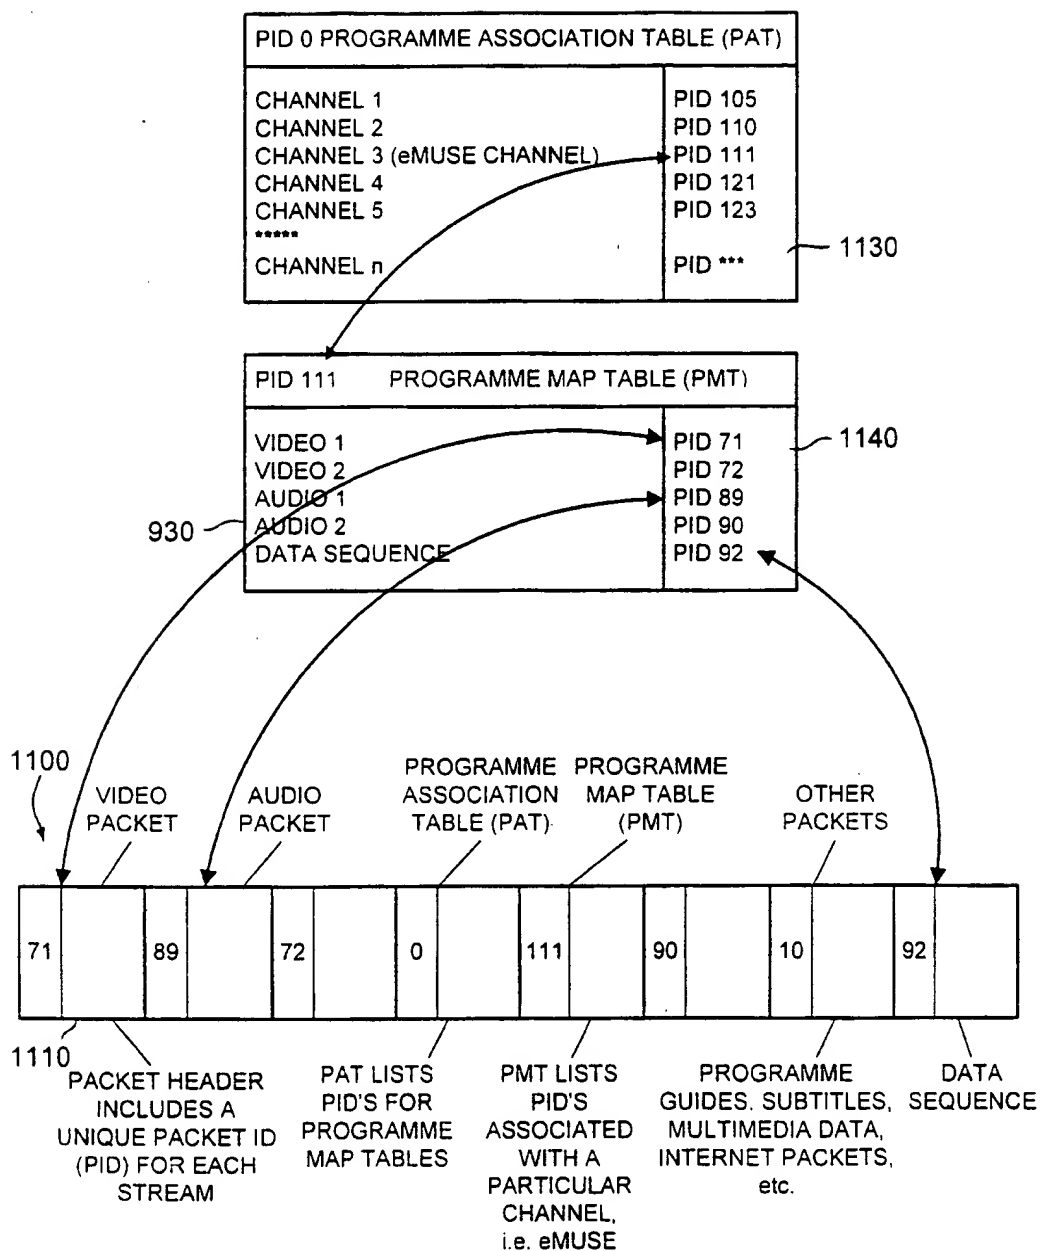 PID 0 PROGRAMME ASSOCIATION TABLE (PAT)
CHANNEL 1 PID 105
CHANNEL 2 PID 110
CHANNEL 3 (eMUSE CHANNEL) PID 111
CHANNEL 4 PID 121
CHANNEL 5 PID 123
*****
CHANNEL n PID ***
1130
PID 111 PROGRAMME MAP TABLE (PMT)
VIDEO 1 PID 71
VIDEO 2 PID 72
AUDIO 1 PID 89
AUDIO 2 PID 90
DATA SEQUENCE PID 92
1140
930
1100
VIDEO
PACKET
AUDIO
PACKET
PROGRAMME
ASSOCIATION
TABLE (PAT)
PROGRAMME
MAP TABLE
(PMT)
OTHER
PACKETS
71 89 72 0 111 90 10 92
1110
PACKET HEADER
INCLUDES A
UNIQUE PACKET ID
(PID) FOR EACH
STREAM
PAT LISTS
PID'S FOR
PROGRAMME
MAP TABLES
PMT LISTS
PID'S
ASSOCIATED
WITH A
PARTICULAR
CHANNEL,
i.e. eMUSE
PROGRAMME
GUIDES. SUBTITLES,
MULTIMEDIA DATA,
INTERNET PACKETS,
etc.
DATA
SEQUENCE